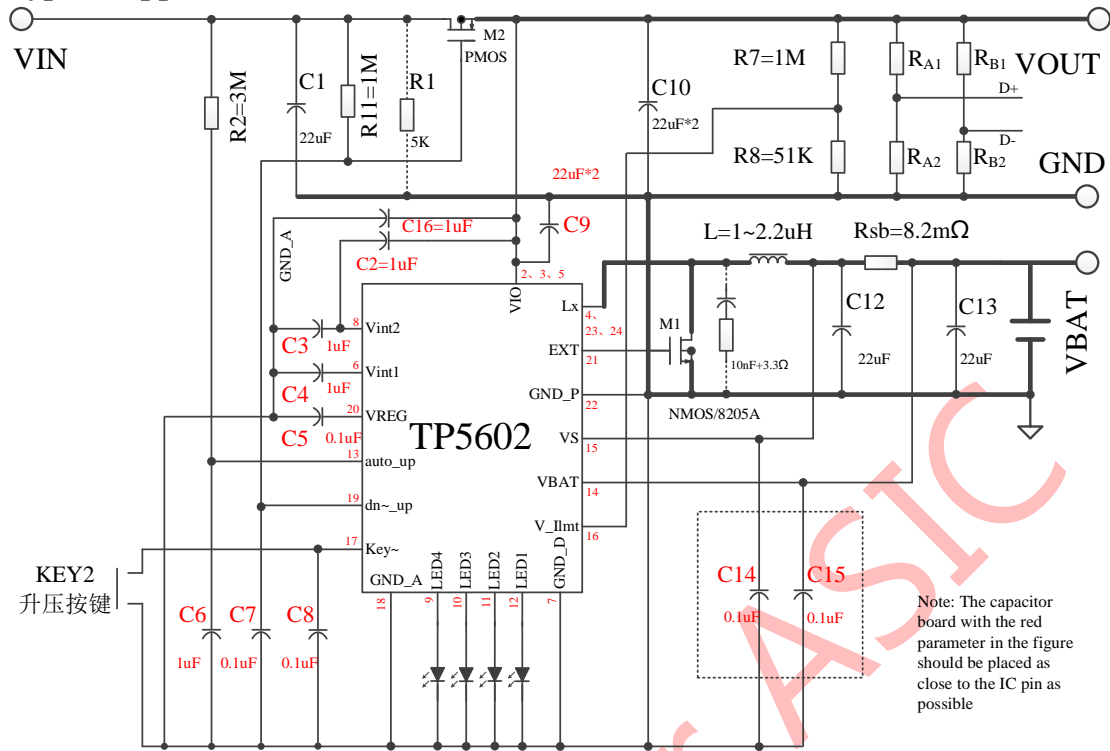 VIN
R2=3M
C1
22uF
R11=1M
R1
5K
M2
PMOS
C10
22uF*2
R7=1M
R8=51K
RA1
RA2
RB1
RB2
D+
D-
VOUT
GND
22uF*2
C9
C16=1uF
C2=1uF
GND_A
2、3、5
VIO
L=1~2.2uH
Rsb=8.2mΩ
C12
22uF
C13
22uF
VBAT
M1
10nF+3.3Ω
NMOS/8205A
TP5602
Lx
4、
23、24
EXT
21
GND_P
22
VS
15
VBAT
14
V_Ilmt
16
8
Vint2
C3
1uF
6
Vint1
C4
1uF
20
VREG
C5
0.1uF
13
auto_up
19
dn~_up
17
Key~
GND_A
18
LED4
9
LED3
10
LED2
11
LED1
12
GND_D
7
KEY2
升压按键
C6
1uF
C7
0.1uF
C8
0.1uF
C14
0.1uF
C15
0.1uF
Note: The capacitor
board with the red
parameter in the figure
should be placed as
close to the IC pin as
possible
ASIC